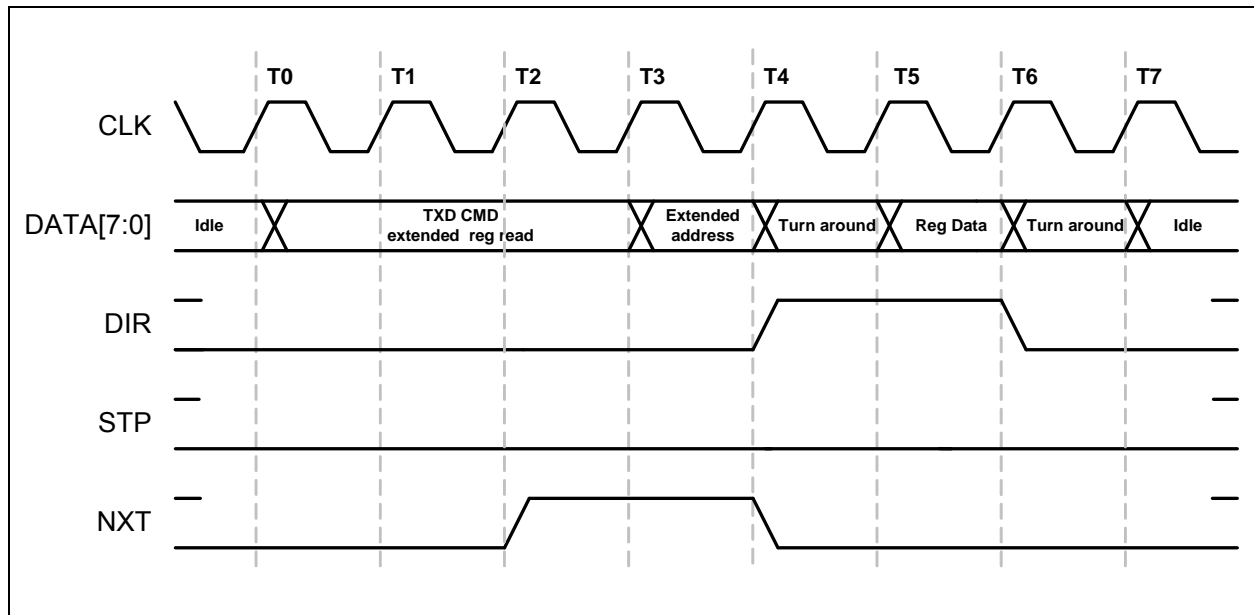 T0 T1 T2 T3 T4 T5 T6 T7
CLK
DATA[7:0]
Idle
TXD CMD
extended reg read
Extended
address
Turn around
Reg Data
Turn around
Idle
DIR
STP
NXT